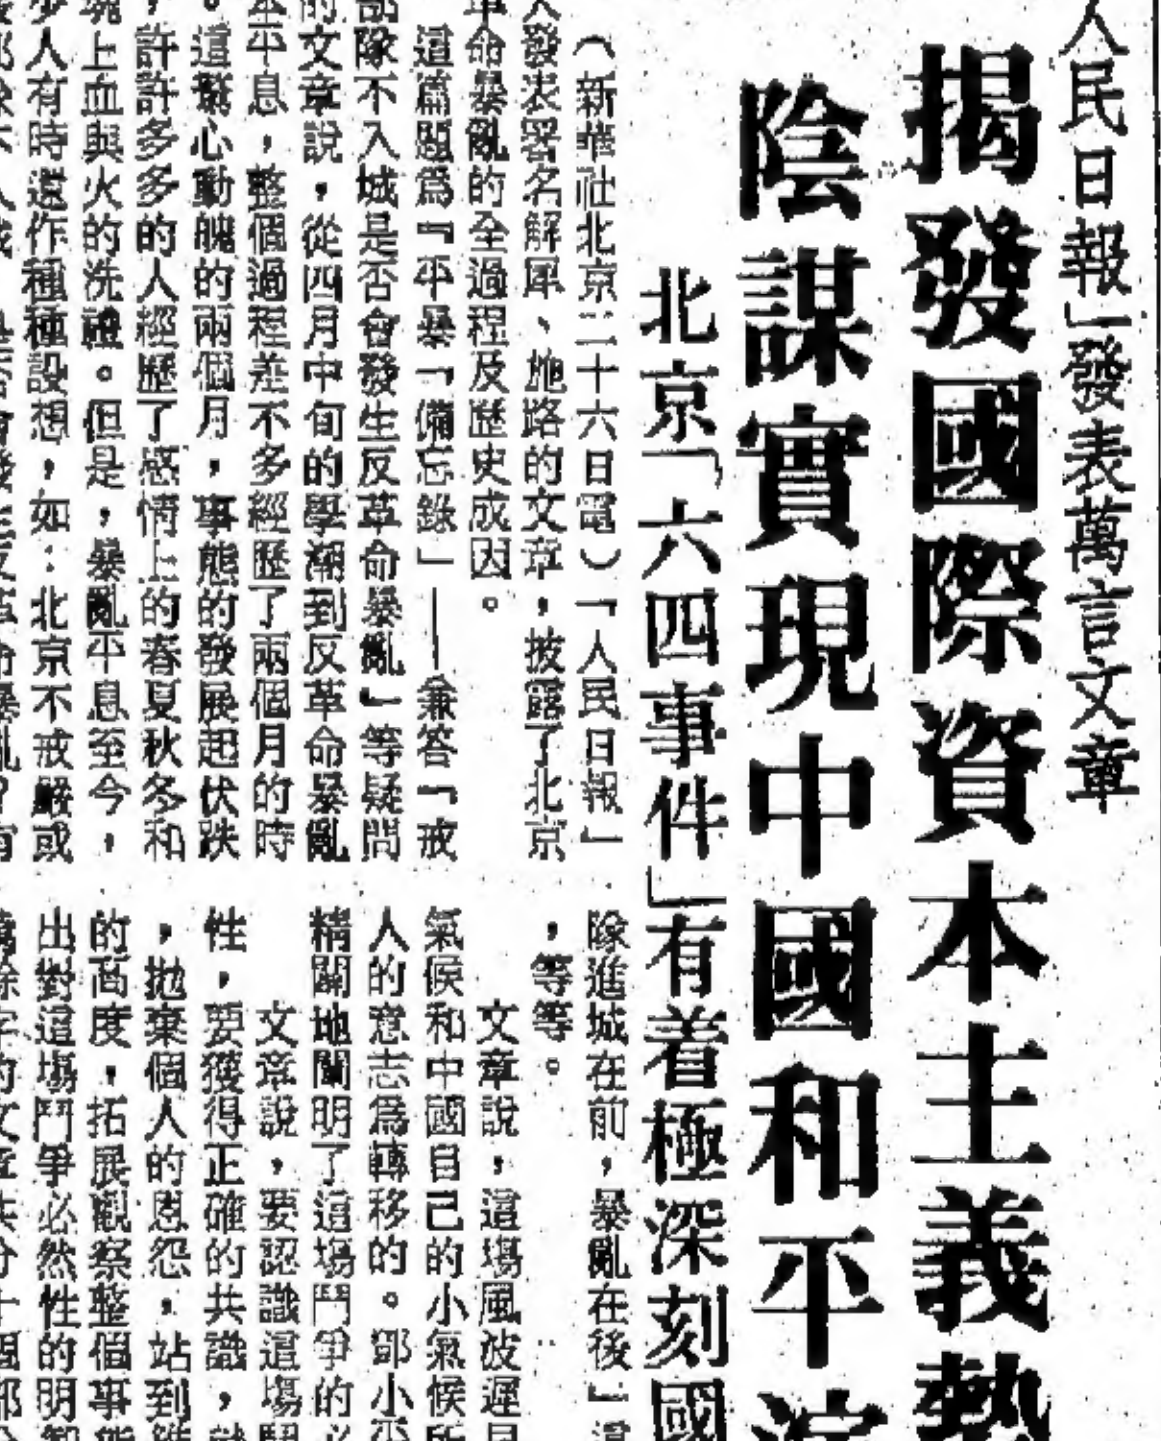 人民日報」發表萬言文章
揭發國際資本主義勢
陰謀實現中國和平演
北京「六四事件」有着極深刻國
（新華社北京二十六日電）「人民日報」
發表署名解犀、施路的文章，披露了北京
革命暴亂的全過程及歷史成因。
這篇題爲『平暴「備忘錄」——兼答「戒
部隊不入城是否會發生反革命暴亂」等疑問
的文章說，從四月中旬的學潮到反革命暴亂
平息，整個過程差不多經歷了兩個月的時
。這驚心動魄的兩個月，事態的發展起伏跌
，許許多多的人經歷了感情上的春夏秋冬和
塊上血與火的洗禮。但是，暴亂平息至今，
少人有時還作種種設想，如：北京不戒嚴或
隊進城在前，暴亂在後」這
，等等。
文章說，這場風波遲早
氣候和中國自己的小氣候所
人的意志爲轉移的。鄧小平
精闢地闡明了這場鬥爭的必
文章說，要認識這場鬥
性，要獲得正確的共識，就
，拋棄個人的恩怨，站到
的高度，拓展觀察整個事態
出對這場鬥爭必然性的明